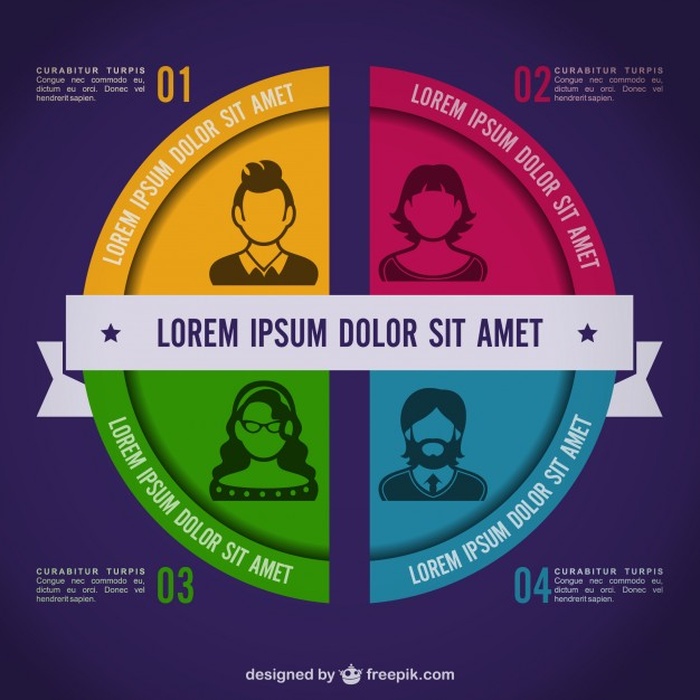 CURABITUR TURPIS
Congue nec commodo eu,
dictum eu orci. Donec vel
hendrerit sapien.
01
02
CURABITUR TURPIS
Congue nec commodo eu,
dictum eu orci. Donec vel
hendrerit sapien.
LOREM IPSUM DOLOR SIT AMET
LOREM IPSUM DOLOR SIT AMET
LOREM IPSUM DOLOR SIT AMET
LOREM IPSUM DOLOR SIT AMET
LOREM IPSUM DOLOR SIT AMET
CURABITUR TURPIS
Congue nec commodo eu,
dictum eu orci. Donec vel
hendrerit sapien.
03
04
CURABITUR TURPIS
Congue nec commodo eu,
dictum eu orci. Donec vel
hendrerit sapien.
designed by freepik.com